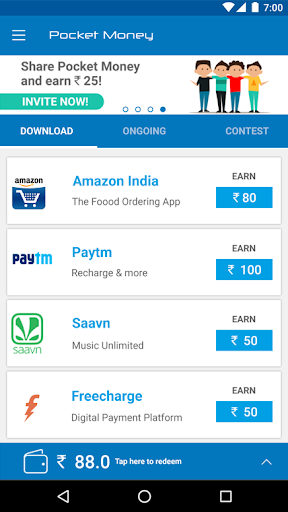 7:00
Pocket Money
Share Pocket Money
and earn ₹ 25!
INVITE NOW!
DOWNLOAD ONGOING CONTEST
amazon
Amazon India
The Foood Ordering App
EARN
₹ 80
paytm
Paytm
Recharge & more
EARN
₹ 100
saavn
Saavn
Music Unlimited
EARN
₹ 50
Freecharge
Digital Payment Platform
EARN
₹ 50
₹ 88.0 Tap here to redeem